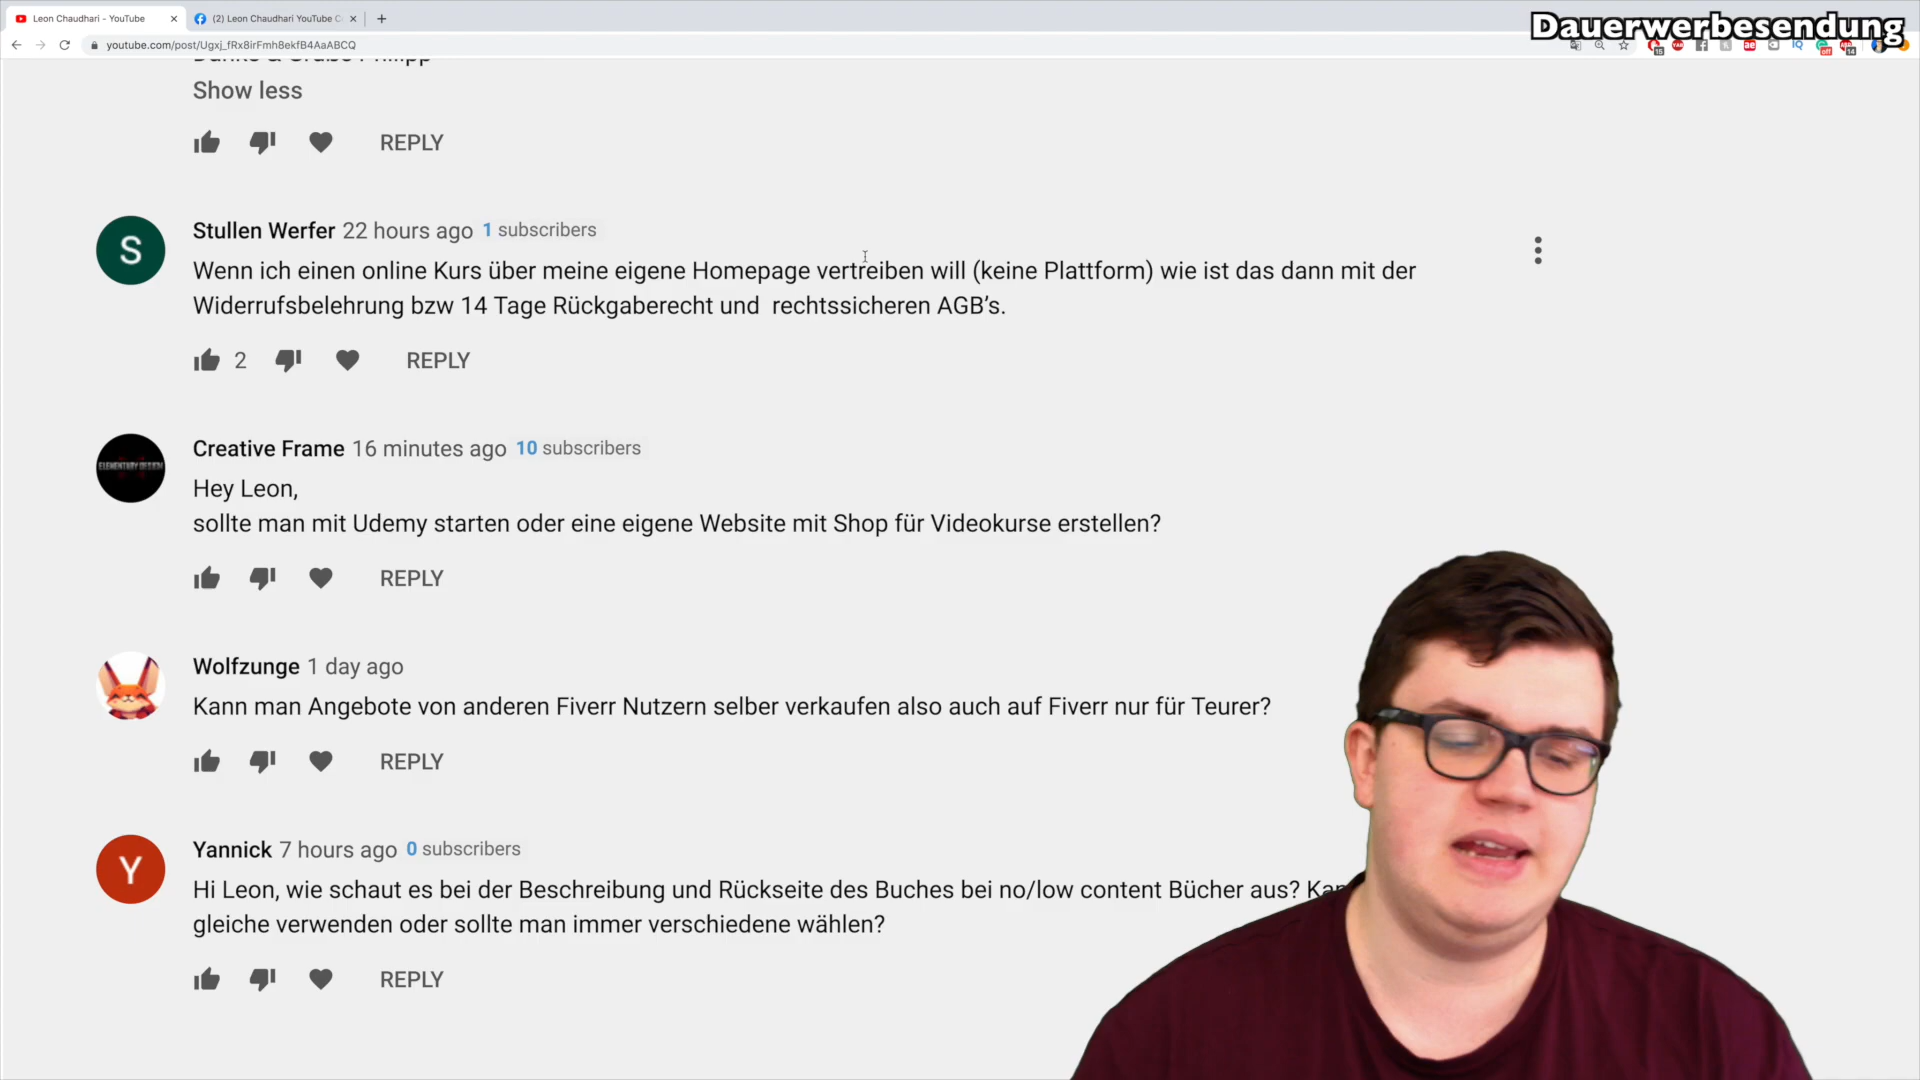 Leon Chaudhari - YouTube
(2) Leon Chaudhari YouTube C
Dauerwerbesendung
youtube.com/post/Ugxj_fRx8irFmh8ekfB4AaABCQ
Show less
REPLY
S
Stullen Werfer 22 hours ago 1 subscribers
Wenn ich einen online Kurs über meine eigene Homepage vertreiben will (keine Plattform) wie ist das dann mit der
Widerrufsbelehrung bzw 14 Tage Rückgaberecht und rechtssicheren AGB's.
2 REPLY
Creative Frame 16 minutes ago 10 subscribers
Hey Leon,
sollte man mit Udemy starten oder eine eigene Website mit Shop für Videokurse erstellen?
REPLY
Wolfzunge 1 day ago
Kann man Angebote von anderen Fiverr Nutzern selber verkaufen also auch auf Fiverr nur für Teurer?
REPLY
Y
Yannick 7 hours ago 0 subscribers
Hi Leon, wie schaut es bei der Beschreibung und Rückseite des Buches bei no/low content Bücher aus?
gleiche verwenden oder sollte man immer verschiedene wählen?
REPLY